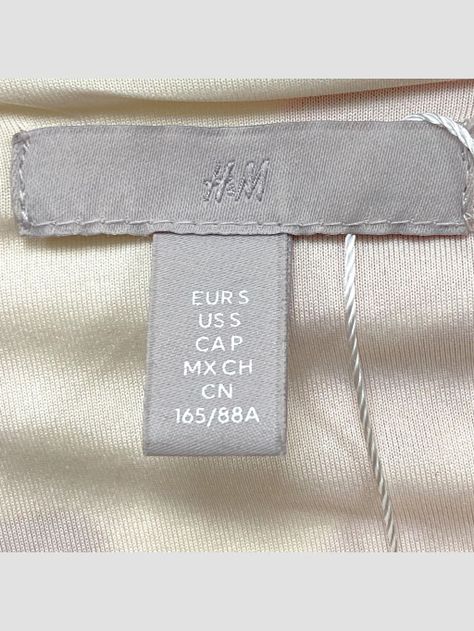 H&M
EUR S
US S
CA P
MX CH
CN
165/88A